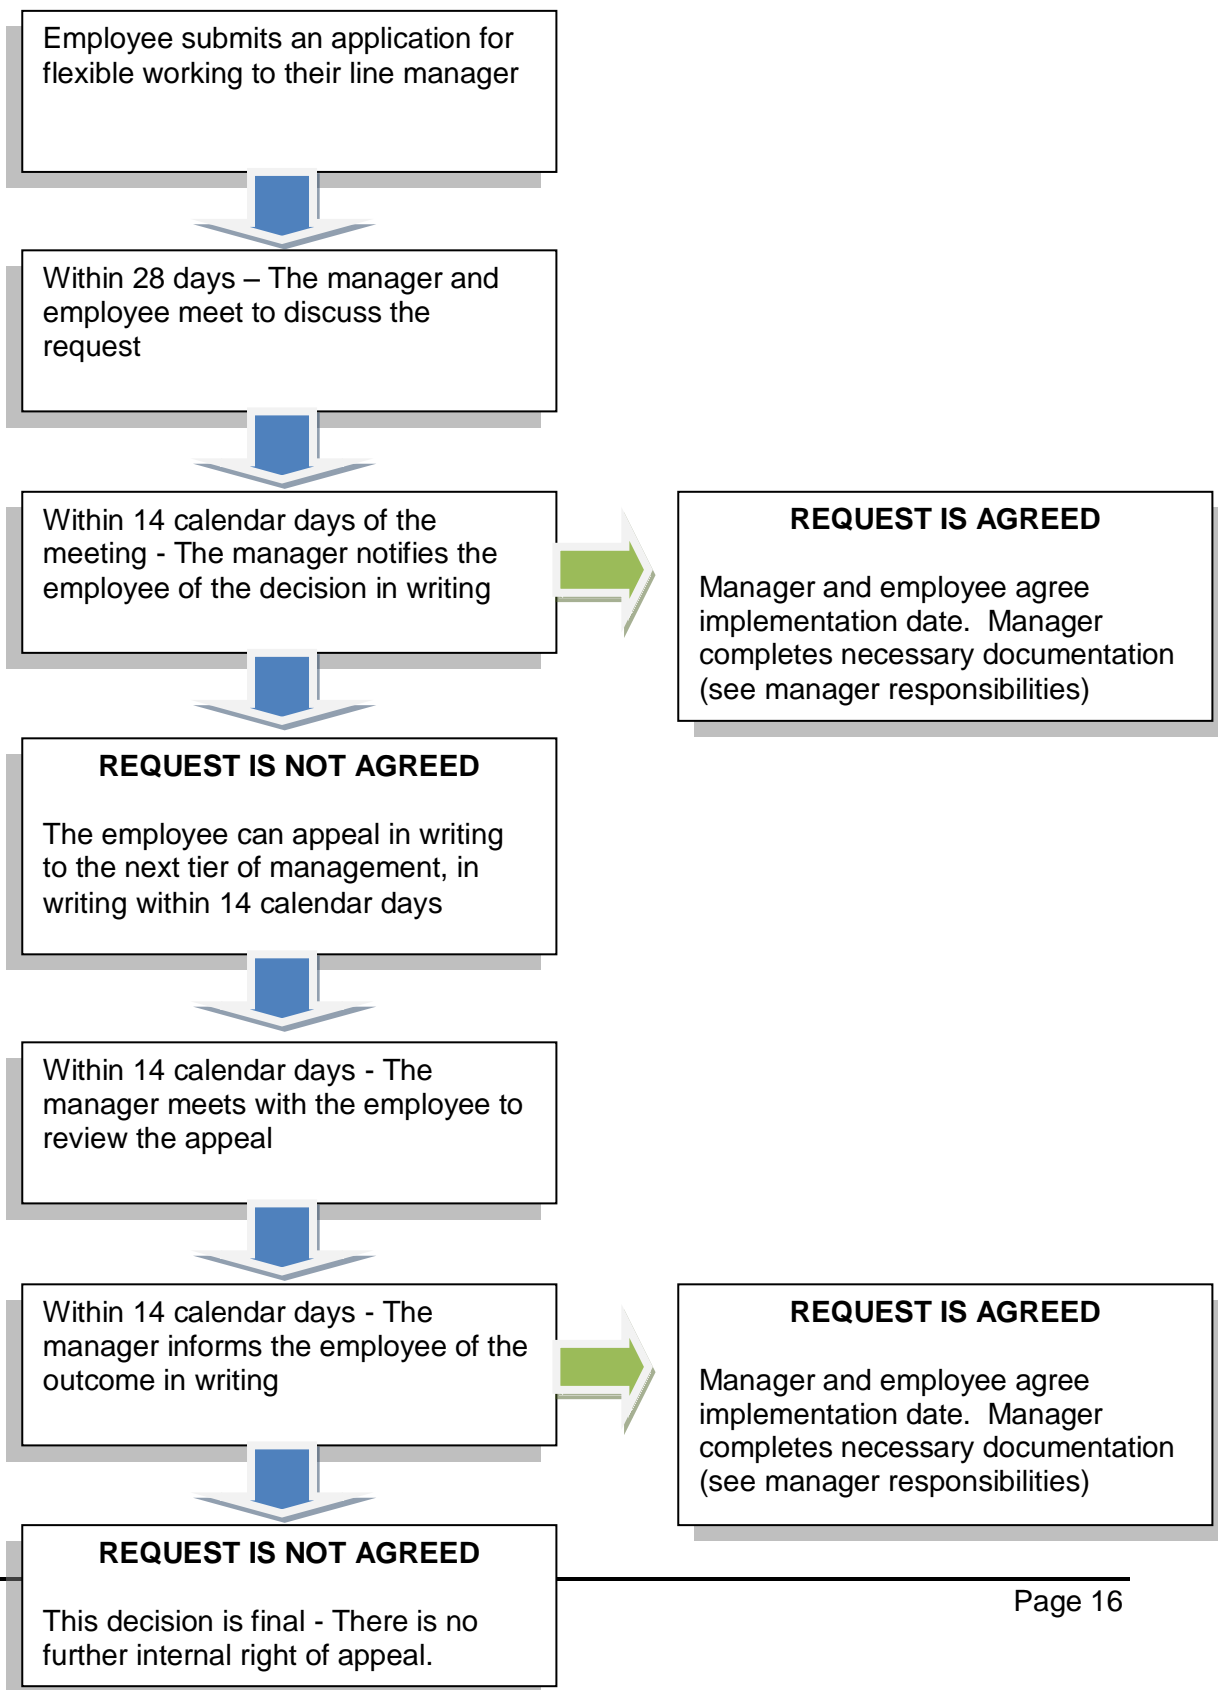 Employee submits an application for
flexible working to their line manager
Within 28 days – The manager and
employee meet to discuss the
request
Within 14 calendar days of the
meeting - The manager notifies the
employee of the decision in writing
REQUEST IS AGREED
Manager and employee agree
implementation date.  Manager
completes necessary documentation
(see manager responsibilities)
REQUEST IS NOT AGREED
The employee can appeal in writing
to the next tier of management, in
writing within 14 calendar days
Within 14 calendar days - The
manager meets with the employee to
review the appeal
Within 14 calendar days - The
manager informs the employee of the
outcome in writing
REQUEST IS AGREED
Manager and employee agree
implementation date.  Manager
completes necessary documentation
(see manager responsibilities)
REQUEST IS NOT AGREED
This decision is final - There is no
further internal right of appeal.
Page 16